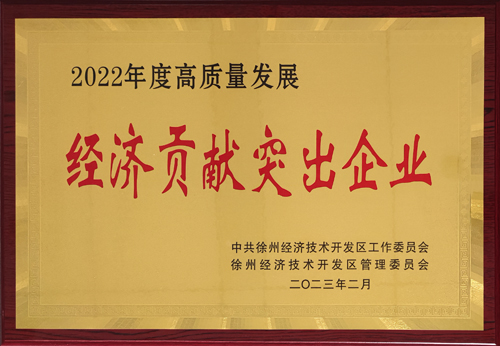 2022年度高质量发展
经济贡献突出企业
中共徐州经济技术开发区工作委员会
徐州经济技术开发区管理委员会
二〇二三年二月